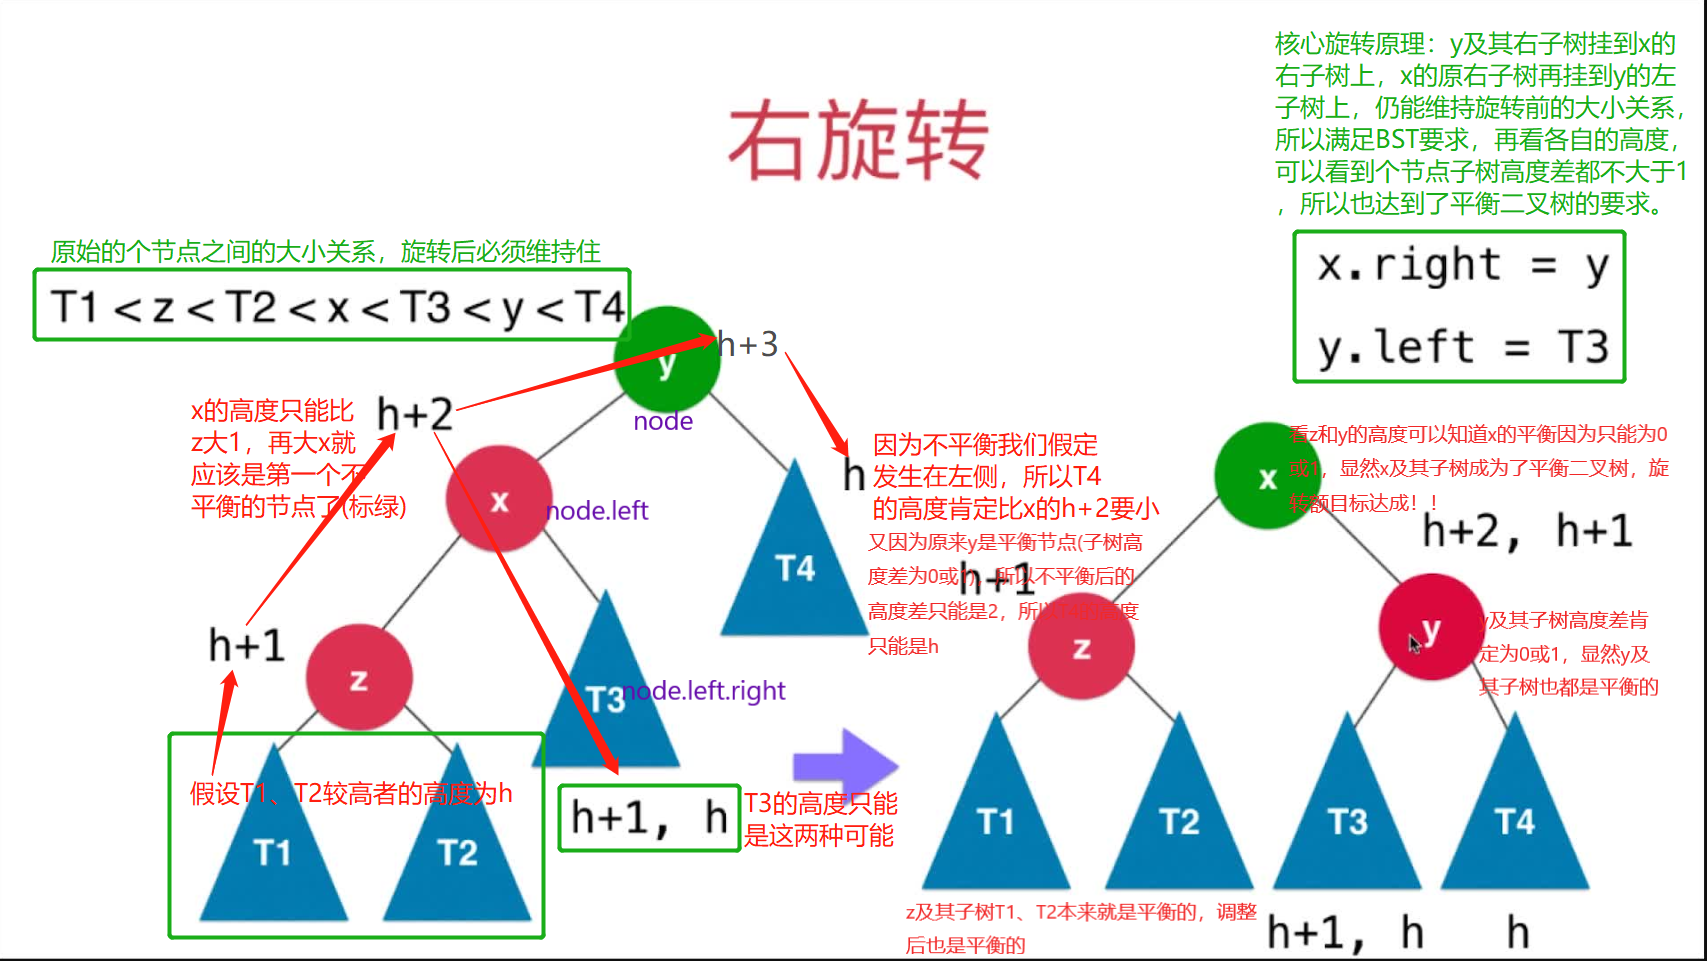 右旋转
核心旋转原理：y及其右子树挂到x的
右子树上，x的原右子树再挂到y的左
子树上，仍能维持旋转前的大小关系，
所以满足BST要求，再看各自的高度，
可以看到个节点子树高度差都不大于1
，所以也达到了平衡二叉树的要求。
x.right = y
y.left = T3
原始的个节点之间的大小关系，旋转后必须维持住
T1 < z < T2 < x < T3 < y < T4
y
h+3
node
x的高度只能比
z大1，再大x就
应该是第一个不
平衡的节点了(标绿)
h+2
x
node.left
h
因为不平衡我们假定
发生在左侧，所以T4
的高度肯定比x的h+2要小
又因为原来y是平衡节点(子树高
度差为0或1)，所以不平衡后的
高度差只能是2，所以T4的高度
只能是h
T4
h+1
z
T3
node.left.right
假设T1、T2较高者的高度为h
T1
T2
h+1, h
T3的高度只能
是这两种可能
x
看z和y的高度可以知道x的平衡因为只能为0
或1，显然x及其子树成为了平衡二叉树，旋
转额目标达成！！
h+2, h+1
h+1
z
y
y及其子树高度差肯
定为0或1，显然y及
其子树也都是平衡的
T1
T2
T3
T4
z及其子树T1、T2本来就是平衡的，调整
后也是平衡的
h+1, h
h